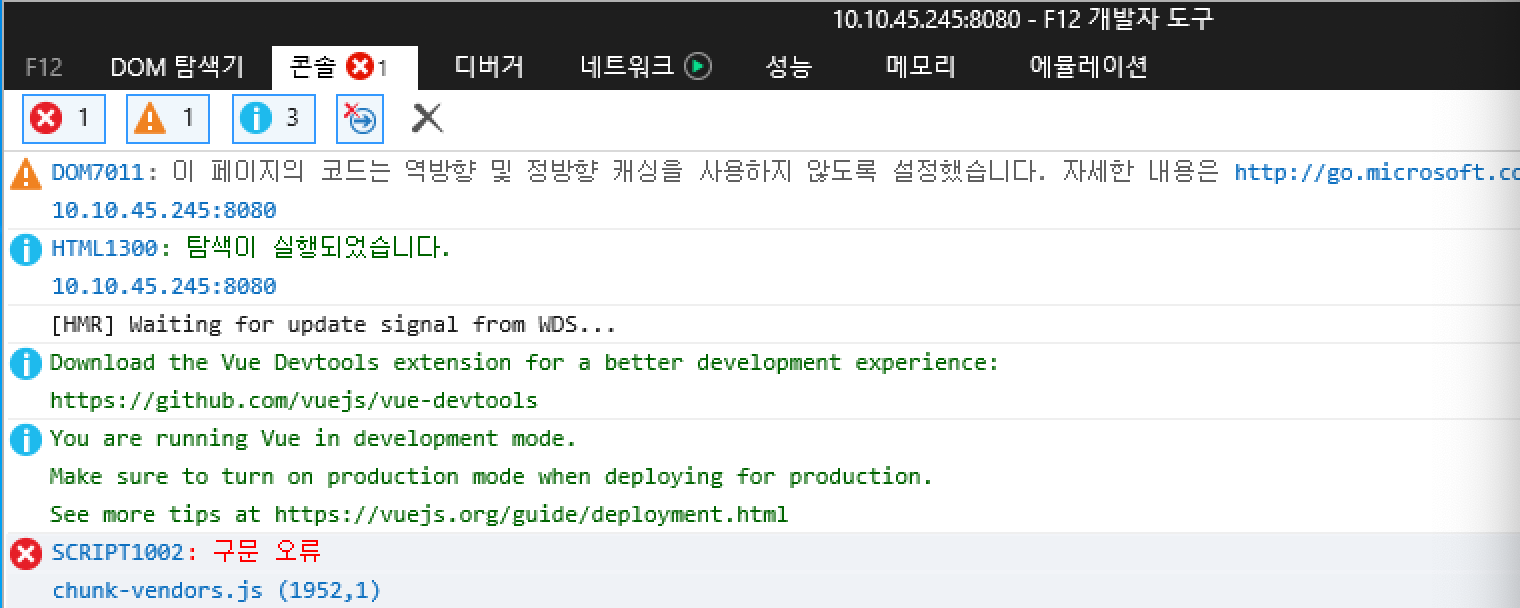 10.10.45.245:8080 - F12 개발자 도구
F12 DOM 탐색기 콘솔 1 디버거 네트워크 성능 메모리 에뮬레이션
1 1 3
DOM7011: 이 페이지의 코드는 역방향 및 정방향 캐싱을 사용하지 않도록 설정했습니다. 자세한 내용은 http://go.microsoft.co
10.10.45.245:8080
HTML1300: 탐색이 실행되었습니다.
10.10.45.245:8080
[HMR] Waiting for update signal from WDS...
Download the Vue Devtools extension for a better development experience:
https://github.com/vuejs/vue-devtools
You are running Vue in development mode.
Make sure to turn on production mode when deploying for production.
See more tips at https://vuejs.org/guide/deployment.html
SCRIPT1002: 구문 오류
chunk-vendors.js (1952,1)